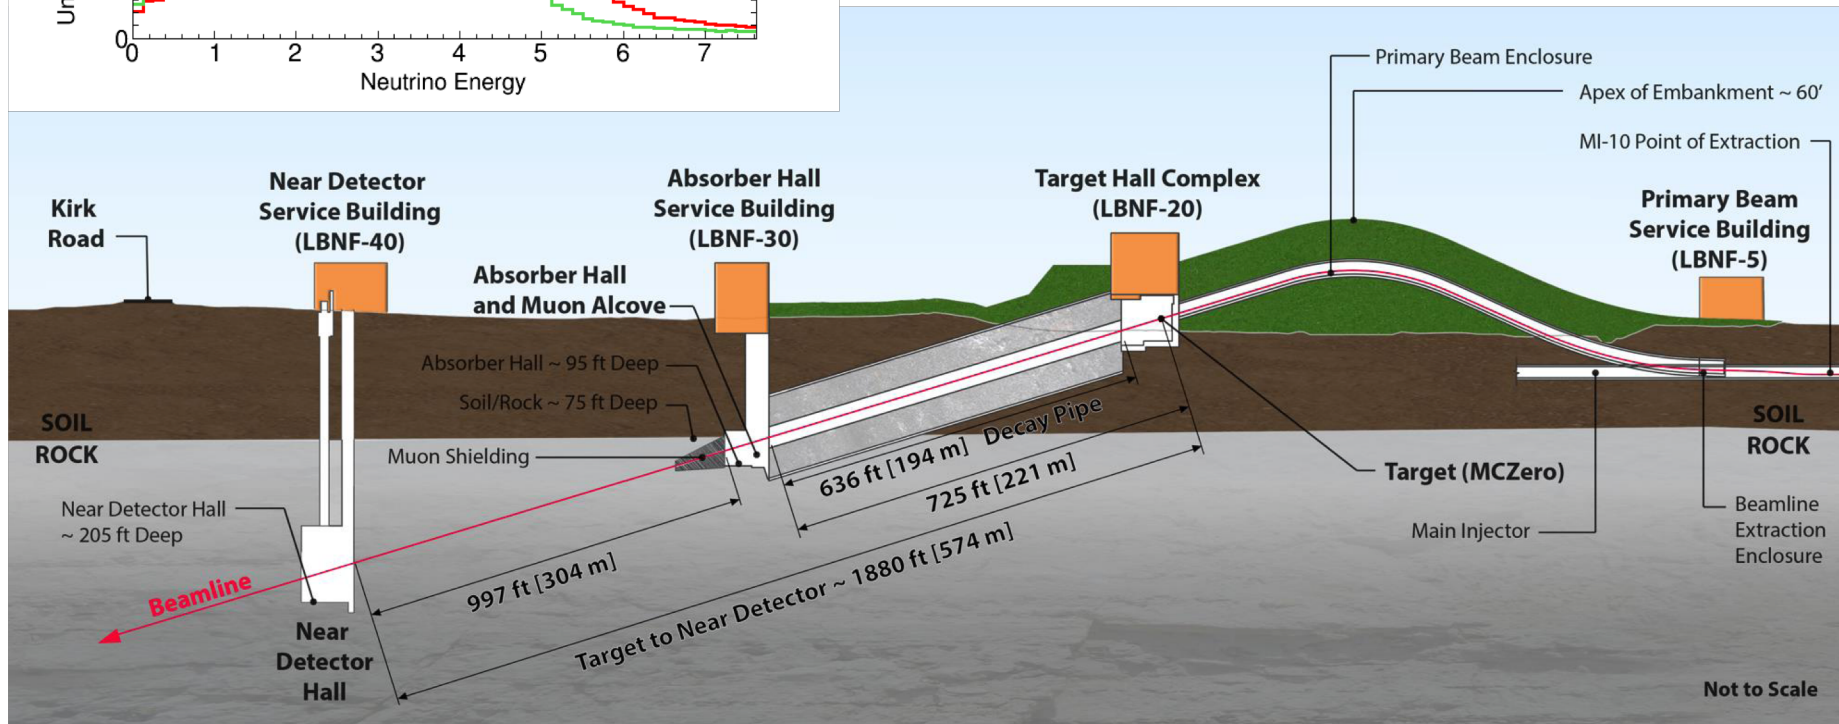 Un
0
0 1 2 3 4 5 6 7
Neutrino Energy
Primary Beam Enclosure
Apex of Embankment ~ 60'
MI-10 Point of Extraction
Kirk
Road
Near Detector
Service Building
(LBNF-40)
Absorber Hall
Service Building
(LBNF-30)
Target Hall Complex
(LBNF-20)
Primary Beam
Service Building
(LBNF-5)
Absorber Hall
and Muon Alcove
Absorber Hall ~ 95 ft Deep
Soil/Rock ~ 75 ft Deep
Muon Shielding
SOIL
ROCK
SOIL
ROCK
Near Detector Hall
~ 205 ft Deep
636 ft [194 m] Decay Pipe
725 ft [221 m]
997 ft [304 m]
Target to Near Detector ~ 1880 ft [574 m]
Target (MCZero)
Main Injector
Beamline
Extraction
Enclosure
Beamline
Near
Detector
Hall
Not to Scale